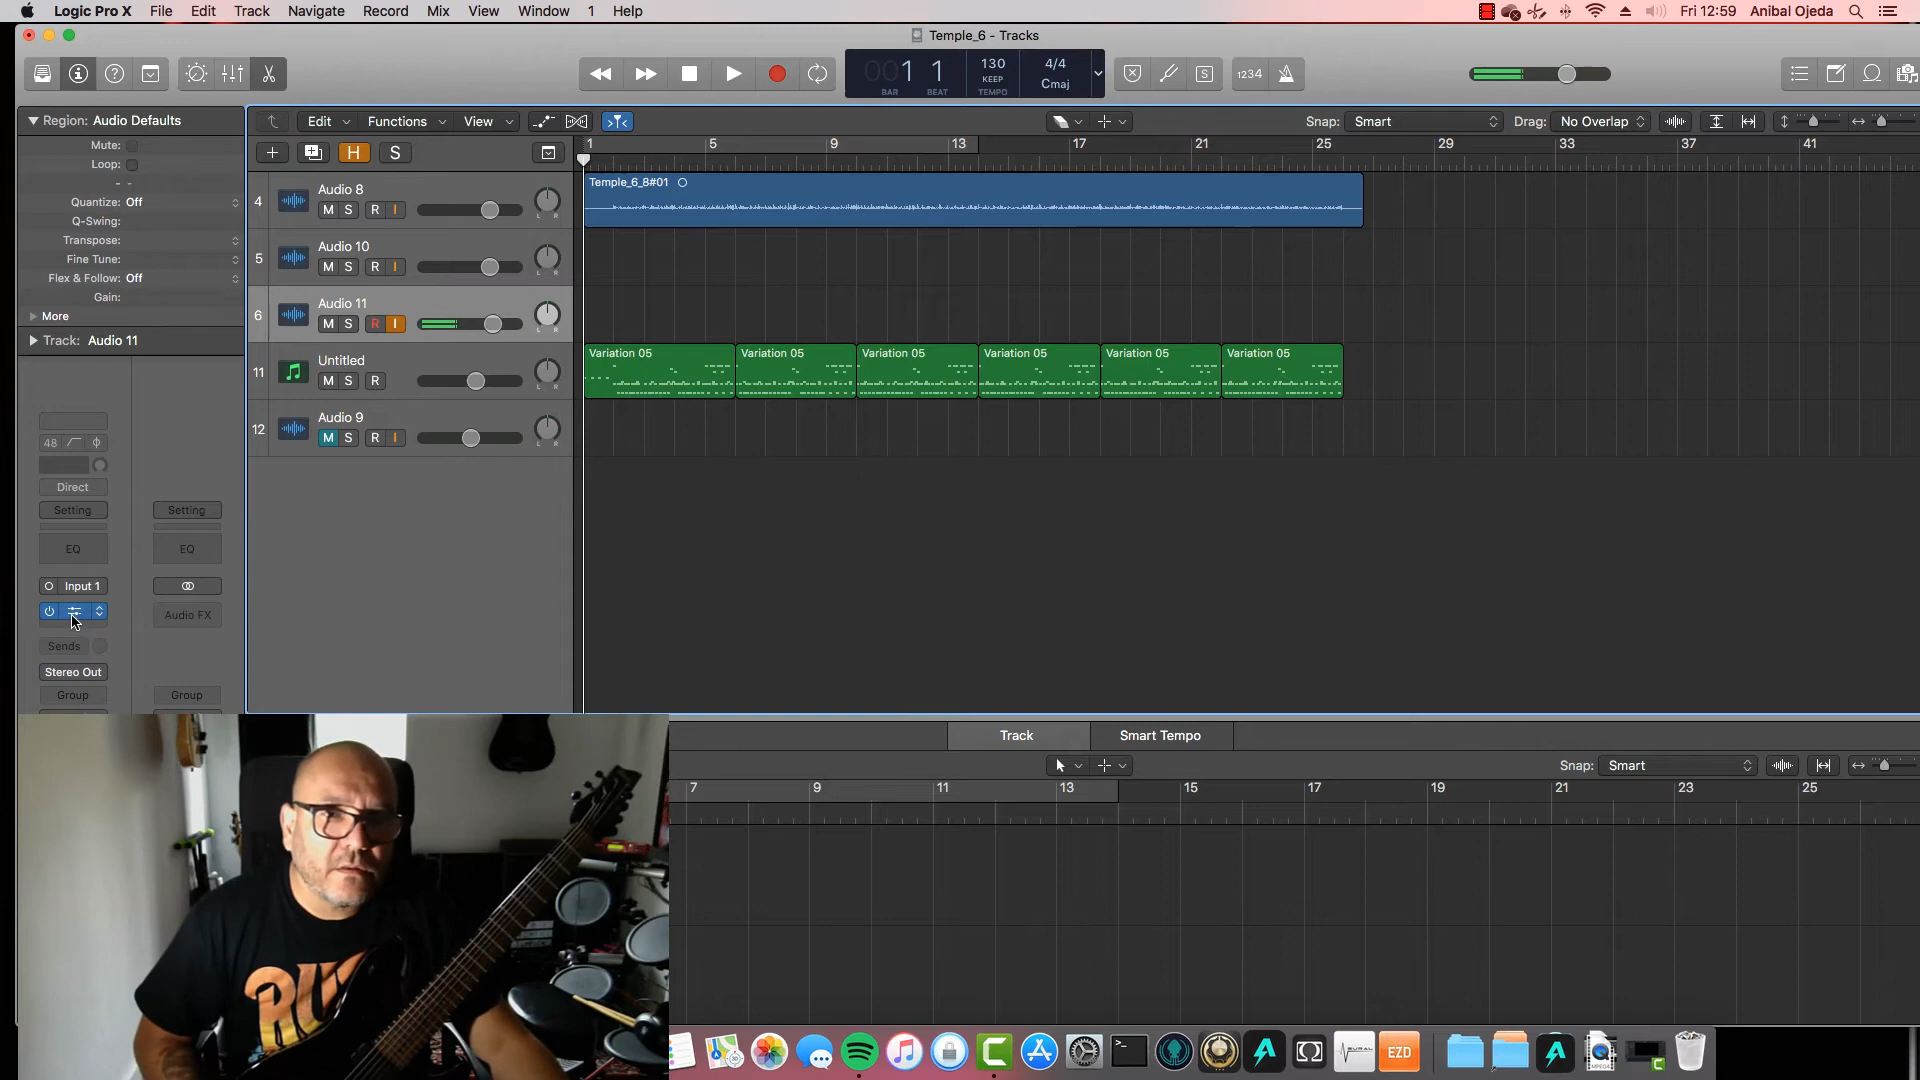 Logic Pro X File Edit Track Navigate Record Mix View Window 1 Help
Fri 12:59 Anibal Ojeda
Temple_6 - Tracks
001 1
BAR BEAT
130
KEEP
TEMPO
4/4
Cmaj
S
1234
Region: Audio Defaults
Mute:
Loop:
Quantize: Off
Q-Swing:
Transpose:
Fine Tune:
Flex & Follow: Off
Gain:
More
Track: Audio 11
48
Direct
Setting
EQ
Input 1
Sends
Stereo Out
Group
Setting
EQ
Audio FX
Group
Edit Functions View
Snap: Smart
Drag: No Overlap
H S
1 5 9 13 17 21 25 29 33 37 41
4 Audio 8
M S R I
L R
5 Audio 10
M S R I
L R
6 Audio 11
M S R I
L R
11 Untitled
M S R
L R
12 Audio 9
M S R I
L R
Temple_6_8#01
Variation 05
Variation 05
Variation 05
Variation 05
Variation 05
Variation 05
Track Smart Tempo
Snap: Smart
7 9 11 13 15 17 19 21 23 25
EZD